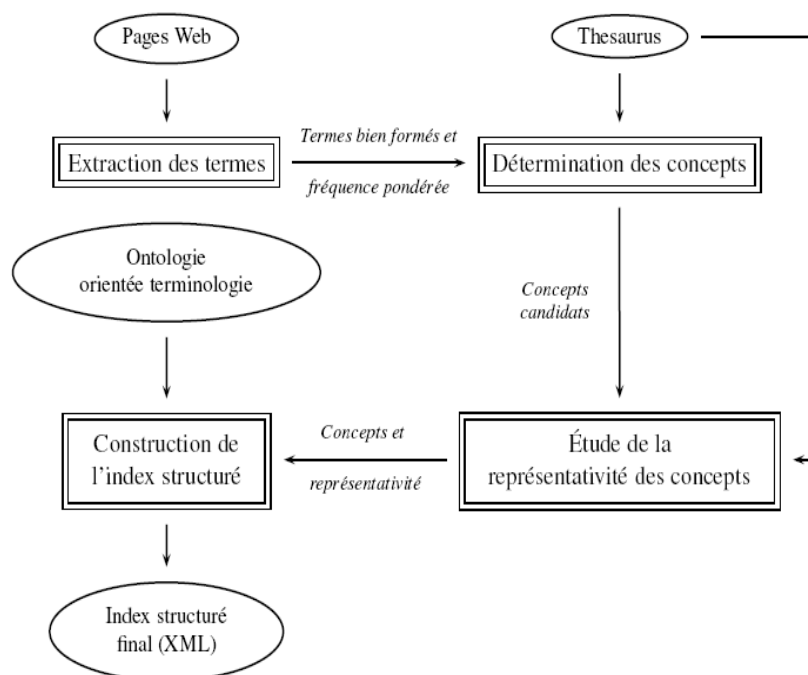 Pages Web
Thesaurus
Extraction des termes
Termes bien formés et
fréquence pondérée
Détermination des concepts
Ontologie
orientée terminologie
Concepts
candidats
Construction de
l'index structuré
Concepts et
représentativité
Étude de la
représentativité des concepts
Index structuré
final (XML)